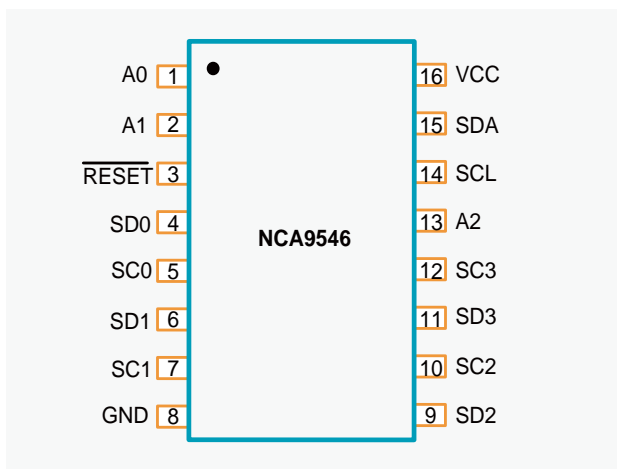 A0 1 16 VCC
A1 2 15 SDA
RESET 3 14 SCL
SD0 4 13 A2
NCA9546
SC0 5 12 SC3
SD1 6 11 SD3
SC1 7 10 SC2
GND 8 9 SD2